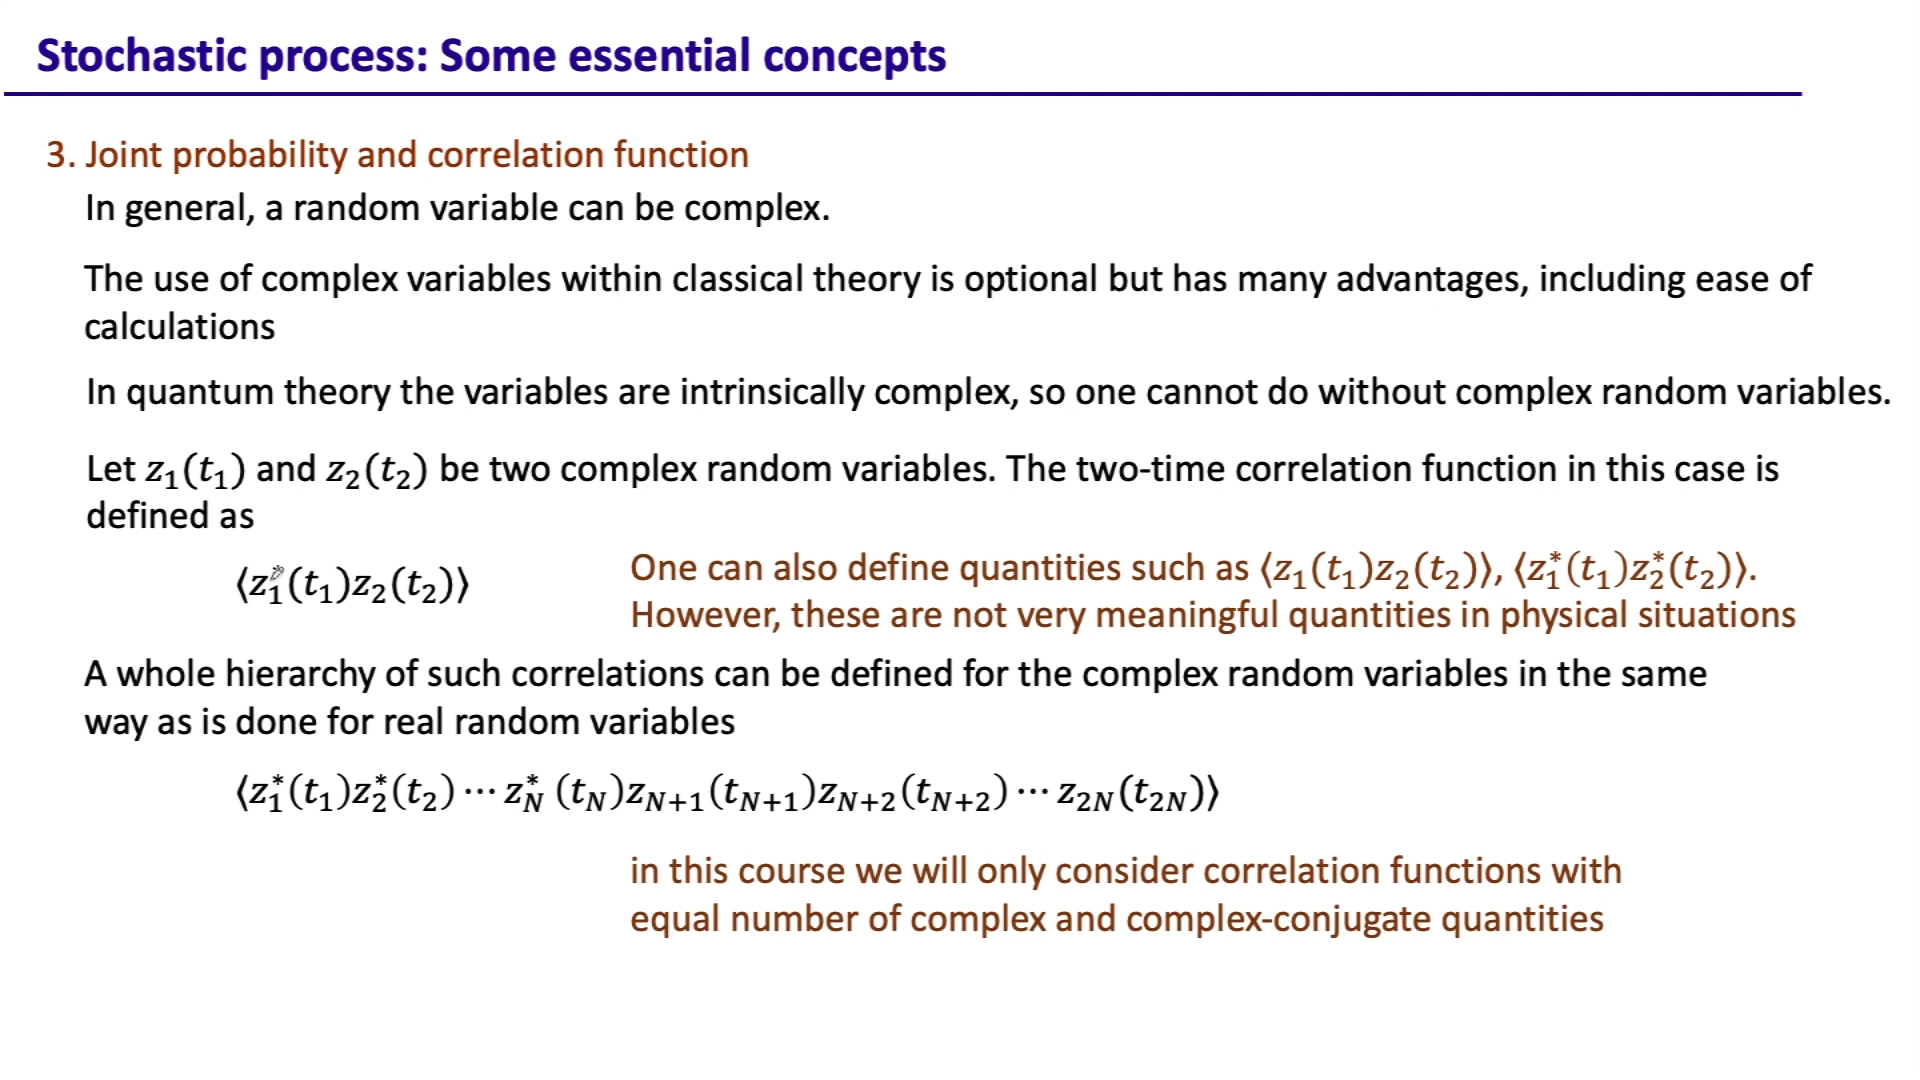 Stochastic process: Some essential concepts
3. Joint probability and correlation function
In general, a random variable can be complex.
The use of complex variables within classical theory is optional but has many advantages, including ease of
calculations
In quantum theory the variables are intrinsically complex, so one cannot do without complex random variables.
Let z₁(t₁) and z₂(t₂) be two complex random variables. The two-time correlation function in this case is
defined as
⟨z₁*(t₁)z₂(t₂)⟩
One can also define quantities such as ⟨z₁(t₁)z₂(t₂)⟩, ⟨z₁*(t₁)z₂*(t₂)⟩.
However, these are not very meaningful quantities in physical situations
A whole hierarchy of such correlations can be defined for the complex random variables in the same
way as is done for real random variables
⟨z₁*(t₁)z₂*(t₂) ⋯ z_N* (t_N)z_{N+1}(t_{N+1})z_{N+2}(t_{N+2}) ⋯ z_{2N}(t_{2N})⟩
in this course we will only consider correlation functions with
equal number of complex and complex-conjugate quantities